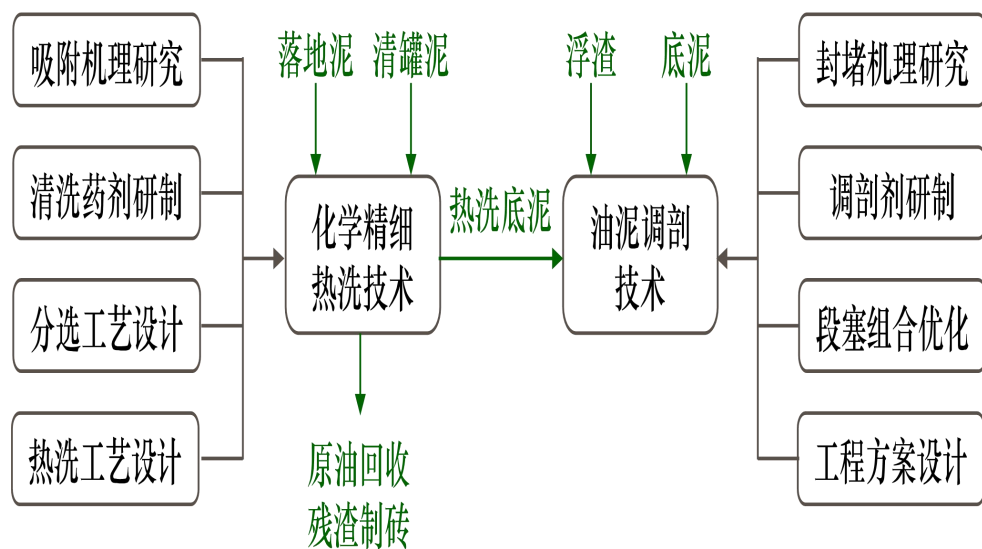 吸附机理研究
清洗药剂研制
分选工艺设计
热洗工艺设计
落地泥
清罐泥
化学精细
热洗技术
原油回收
残渣制砖
热洗底泥
浮渣
底泥
油泥调剖
技术
封堵机理研究
调剖剂研制
段塞组合优化
工程方案设计